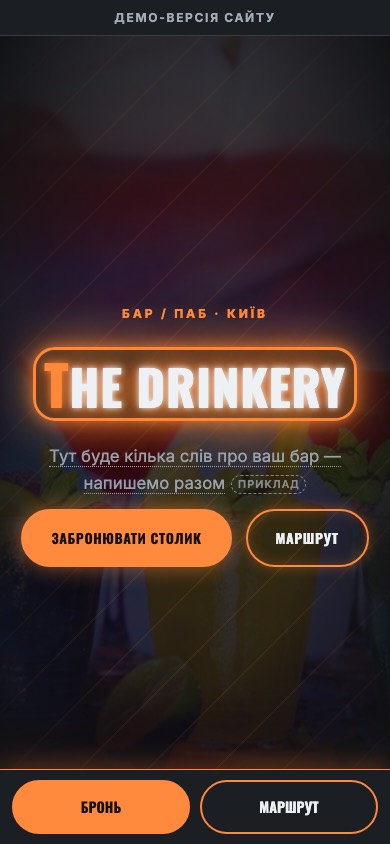 ДЕМО-ВЕРСІЯ САЙТУ
БАР / ПАБ · КИЇВ
THE DRINKERY
Тут буде кілька слів про ваш бар —
напишемо разом ПРИКЛАД
ЗАБРОНЮВАТИ СТОЛИК
МАРШРУТ
БРОНЬ
МАРШРУТ